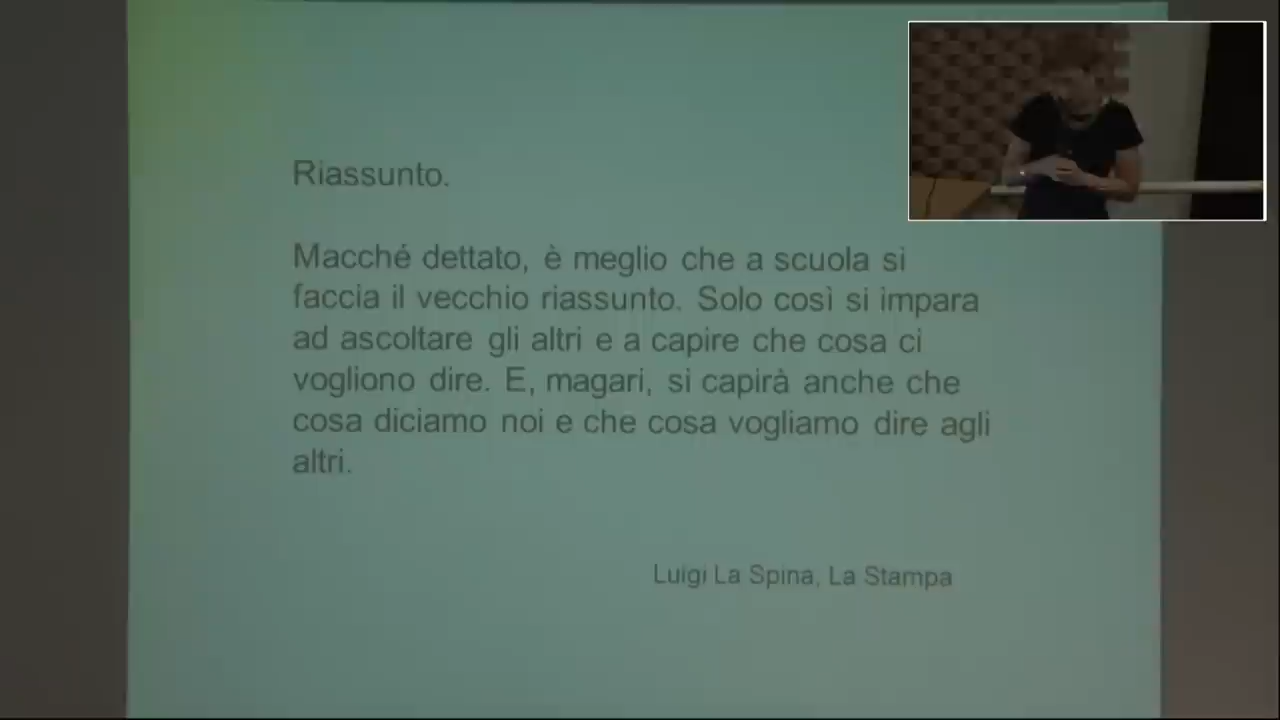 Riassunto.
Macché dettato, è meglio che a scuola si
faccia il vecchio riassunto. Solo così si impara
ad ascoltare gli altri e a capire che cosa ci
vogliono dire. E, magari, si capirà anche che
cosa diciamo noi e che cosa vogliamo dire agli
altri.
Luigi La Spina, La Stampa